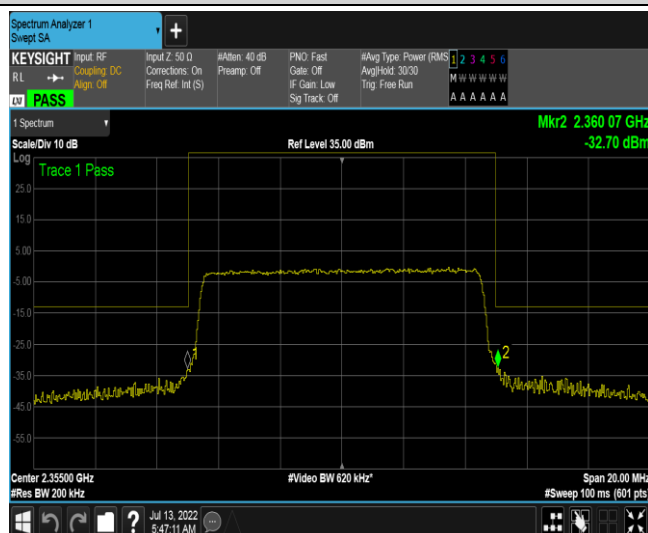 Spectrum Analyzer 1
Swept SA
+
KEYSIGHT
RL
LXI PASS
Input: RF
Coupling: DC
Align: Off
Input Z: 50 Ω
Corrections: On
Freq Ref: Int (S)
#Atten: 40 dB
Preamp: Off
PNO: Fast
Gate: Off
IF Gain: Low
Sig Track: Off
#Avg Type: Power (RMS
Avg|Hold: 30/30
Trig: Free Run
1 2 3 4 5 6
M W W W W W
A A A A A A
1 Spectrum
Mkr2 2.360 07 GHz
Scale/Div 10 dB
Ref Level 35.00 dBm
-32.70 dBm
Log
Trace 1 Pass
25.0
15.0
5.00
-5.00
-15.0
-25.0
1
2
-35.0
-45.0
-55.0
Center 2.35500 GHz
#Video BW 620 kHz*
Span 20.00 MHz
#Res BW 200 kHz
#Sweep 100 ms (601 pts)
?
Jul 13, 2022
5:47:11 AM